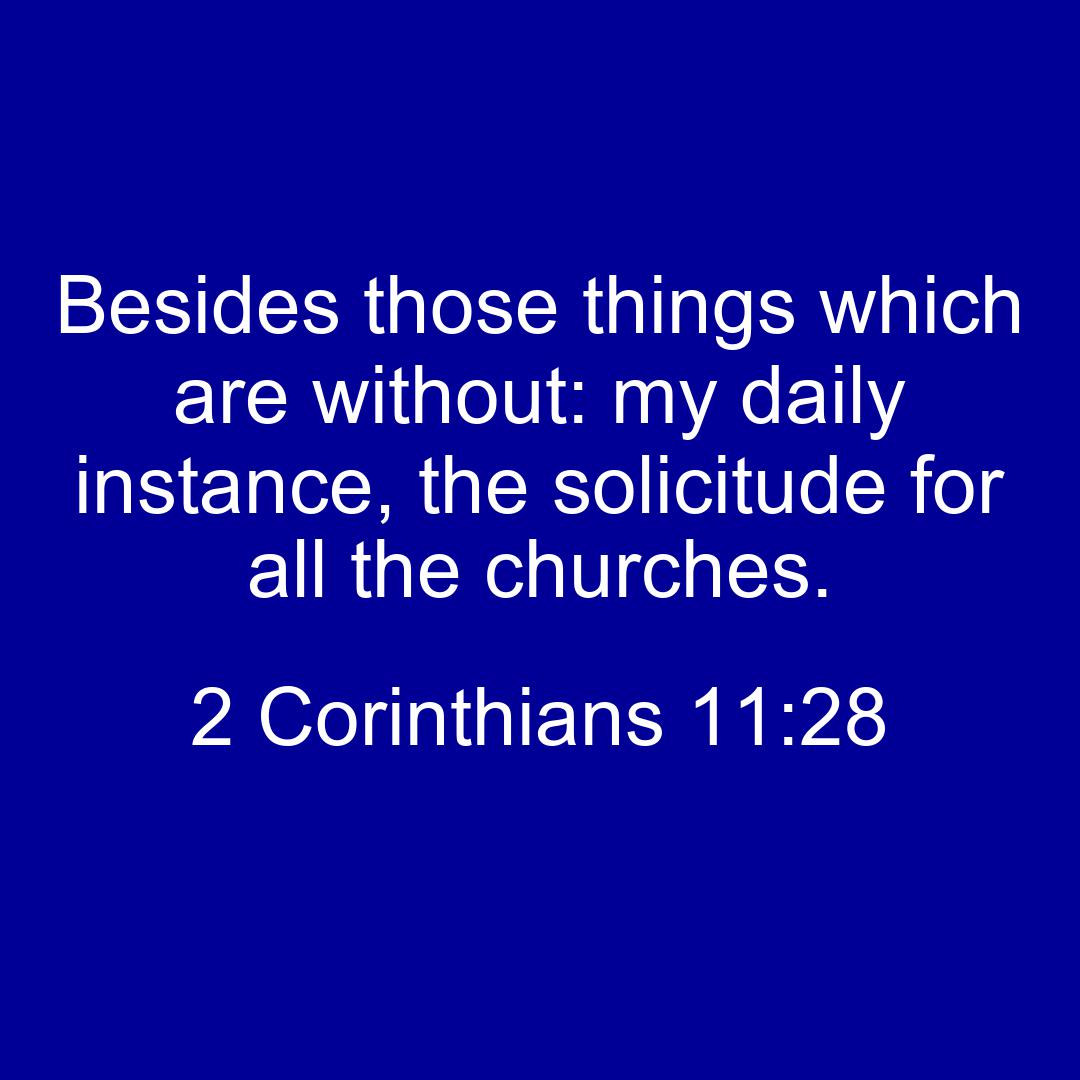 Besides those things which
are without: my daily
instance, the solicitude for
all the churches.
2 Corinthians 11:28